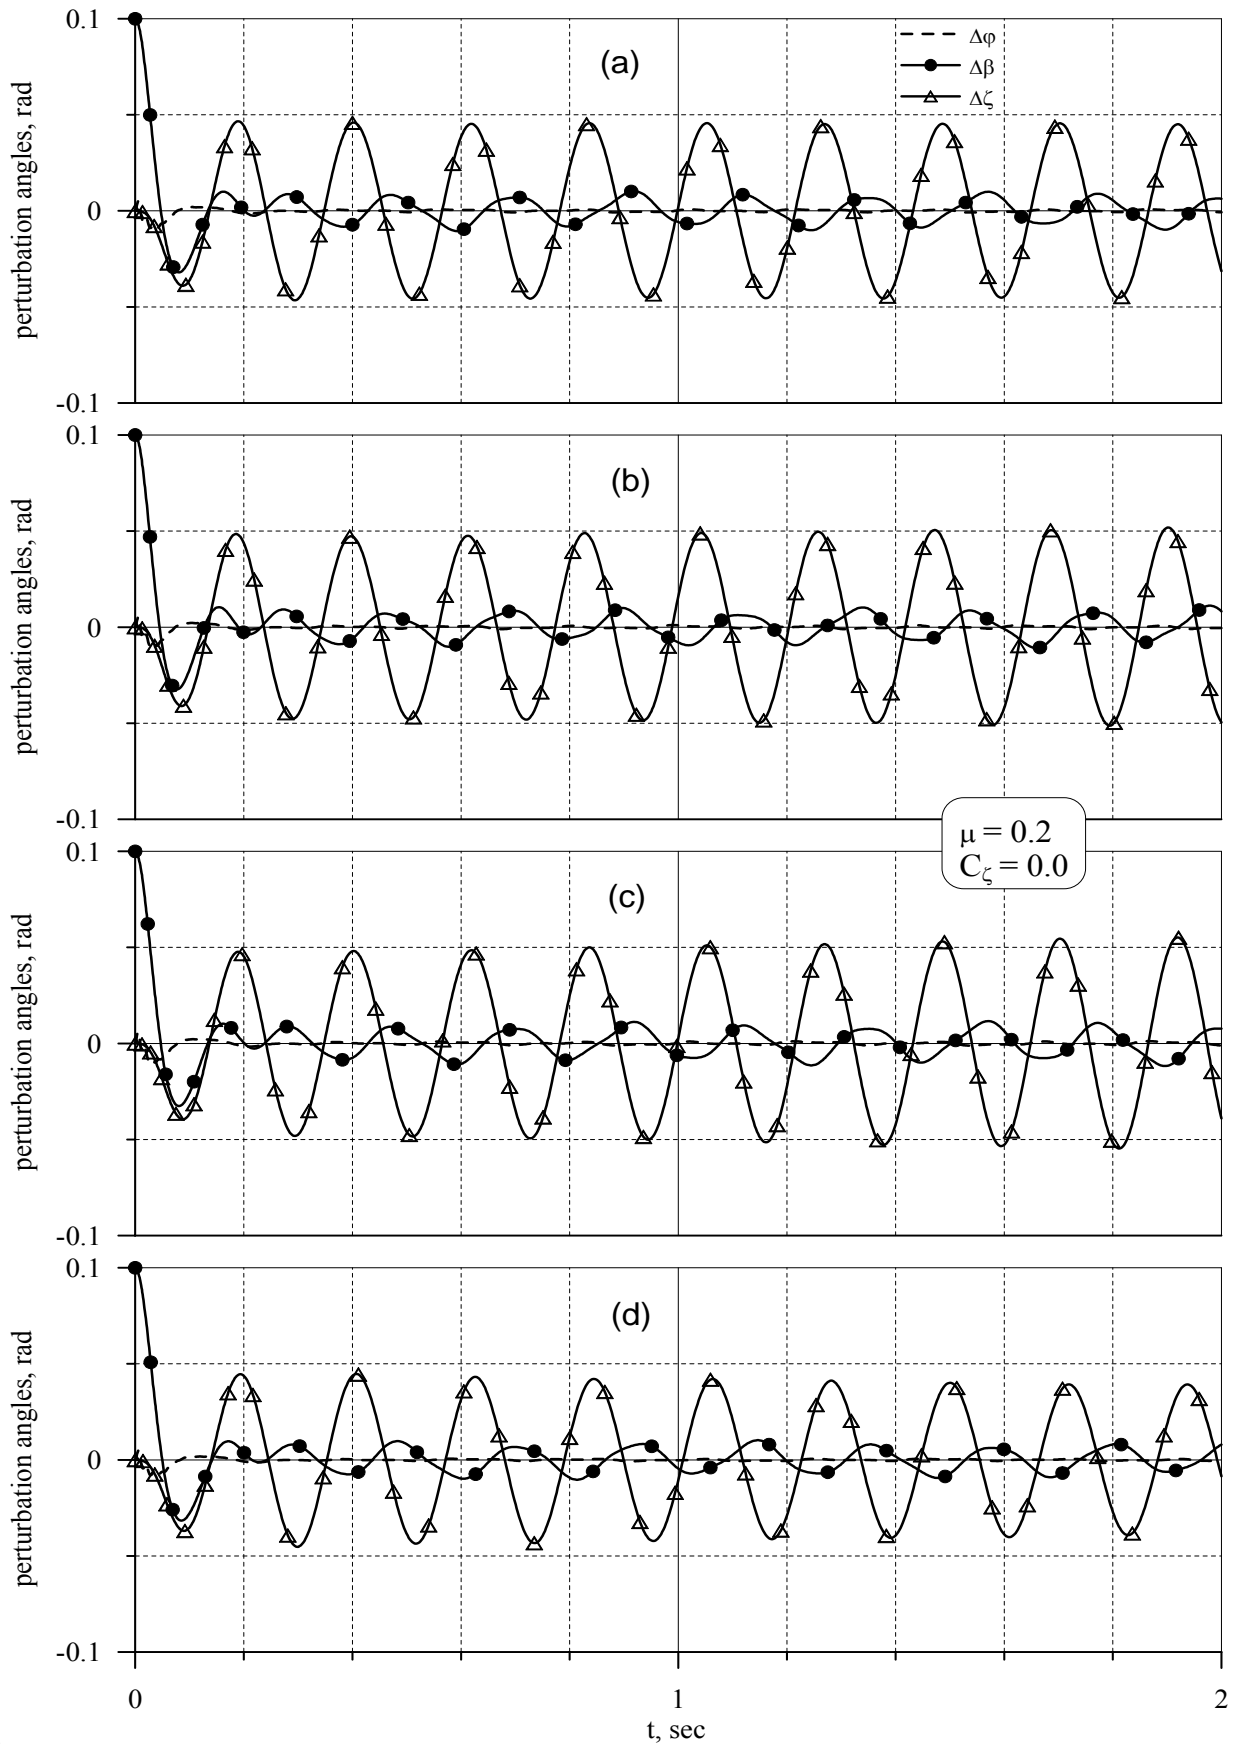 0.1
(a)
Δφ
Δβ
Δζ
perturbation angles, rad
0
-0.1
0.1
(b)
perturbation angles, rad
0
-0.1
μ = 0.2
C_ζ = 0.0
0.1
(c)
perturbation angles, rad
0
-0.1
0.1
(d)
perturbation angles, rad
0
-0.1
0 1 2
t, sec